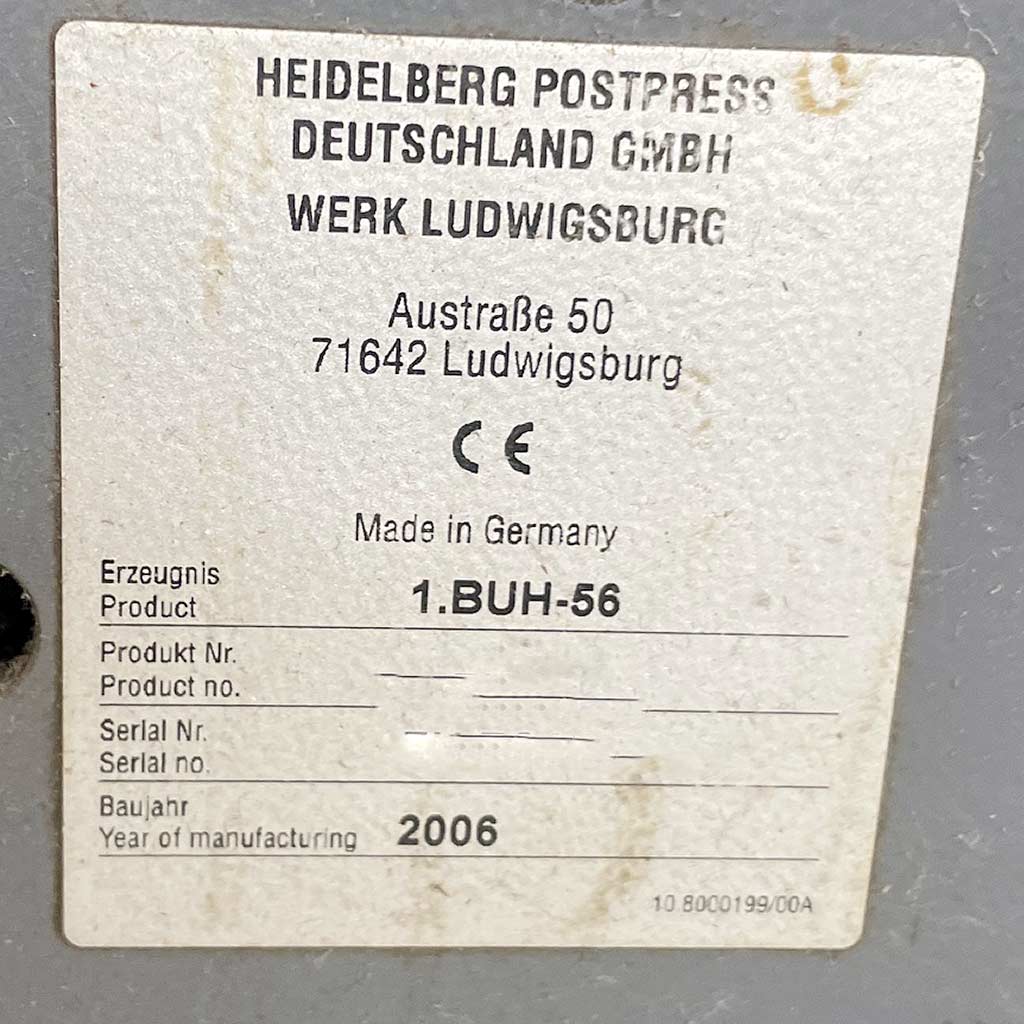 HEIDELBERG POSTPRESS
DEUTSCHLAND GMBH
WERK LUDWIGSBURG
Austraße 50
71642 Ludwigsburg
CE
Made in Germany
Erzeugnis
Product 1.BUH-56
Produkt Nr.
Product no.
Serial Nr.
Serial no.
Baujahr
Year of manufacturing 2006
10 8000199/00A